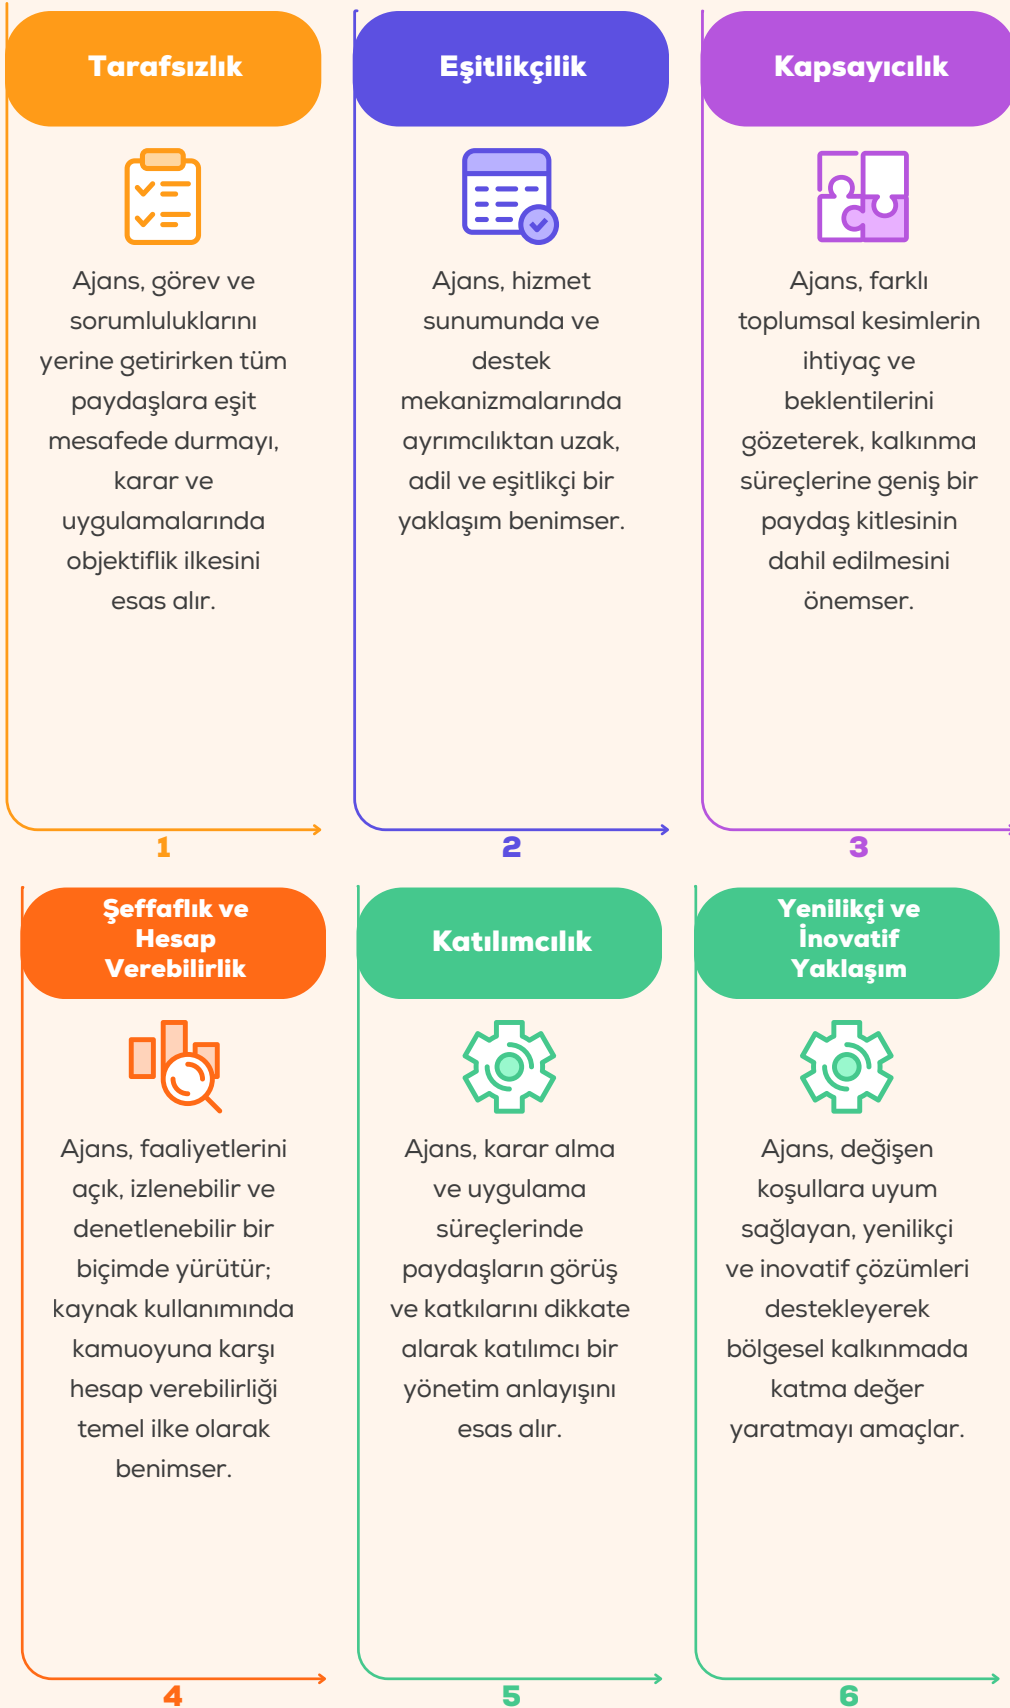 Tarafsızlık
Ajans, görev ve
sorumluluklarını
yerine getirirken tüm
paydaşlara eşit
mesafede durmayı,
karar ve
uygulamalarında
objektiflik ilkesini
esas alır.
1
Eşitlikçilik
Ajans, hizmet
sunumunda ve
destek
mekanizmalarında
ayrımcılıktan uzak,
adil ve eşitlikçi bir
yaklaşım benimser.
2
Kapsayıcılık
Ajans, farklı
toplumsal kesimlerin
ihtiyaç ve
beklentilerini
gözeterek, kalkınma
süreçlerine geniş bir
paydaş kitlesinin
dahil edilmesini
önemser.
3
Şeffaflık ve
Hesap
Verebilirlik
Ajans, faaliyetlerini
açık, izlenebilir ve
denetlenebilir bir
biçimde yürütür;
kaynak kullanımında
kamuoyuna karşı
hesap verebilirliği
temel ilke olarak
benimser.
4
Katılımcılık
Ajans, karar alma
ve uygulama
süreçlerinde
paydaşların görüş
ve katkılarını dikkate
alarak katılımcı bir
yönetim anlayışını
esas alır.
5
Yenilikçi ve
İnovatif
Yaklaşım
Ajans, değişen
koşullara uyum
sağlayan, yenilikçi
ve inovatif çözümleri
destekleyerek
bölgesel kalkınmada
katma değer
yaratmayı amaçlar.
6